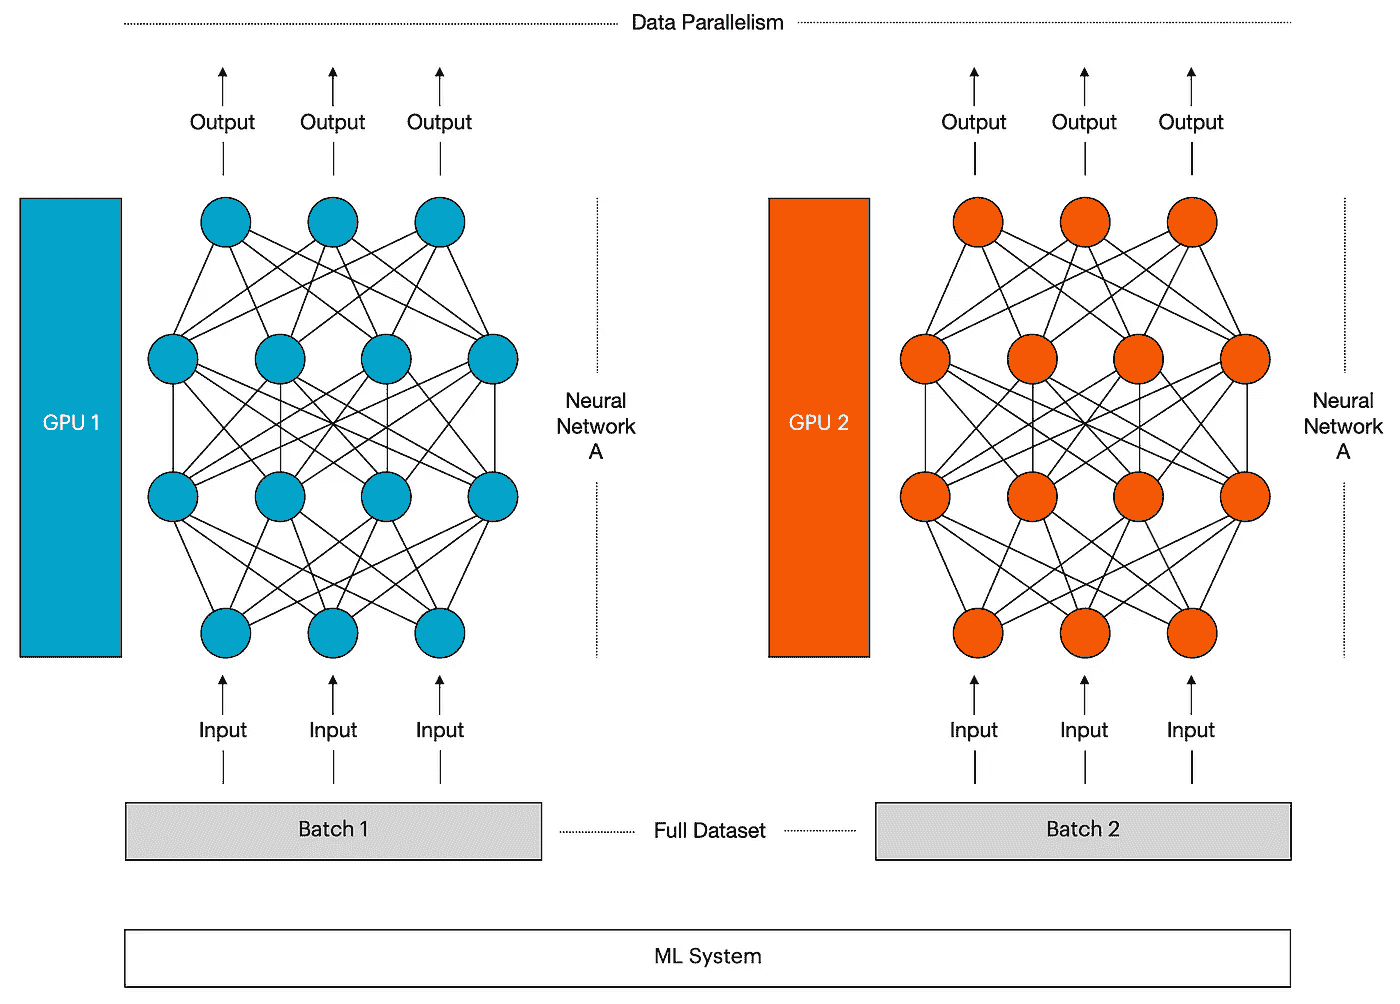 Data Parallelism
Output Output Output
Output Output Output
GPU 1
Neural
Network
A
GPU 2
Neural
Network
A
Input Input Input
Input Input Input
Batch 1
Full Dataset
Batch 2
ML System